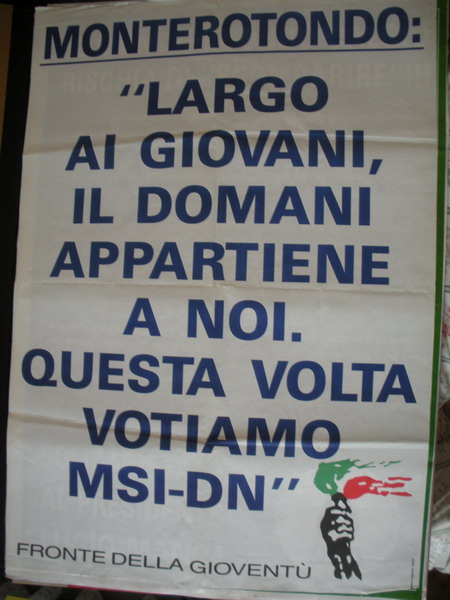 MONTEROTONDO:
"LARGO
AI GIOVANI,
IL DOMANI
APPARTIENE
A NOI.
QUESTA VOLTA
VOTIAMO
MSI-DN"
FRONTE DELLA GIOVENTÙ